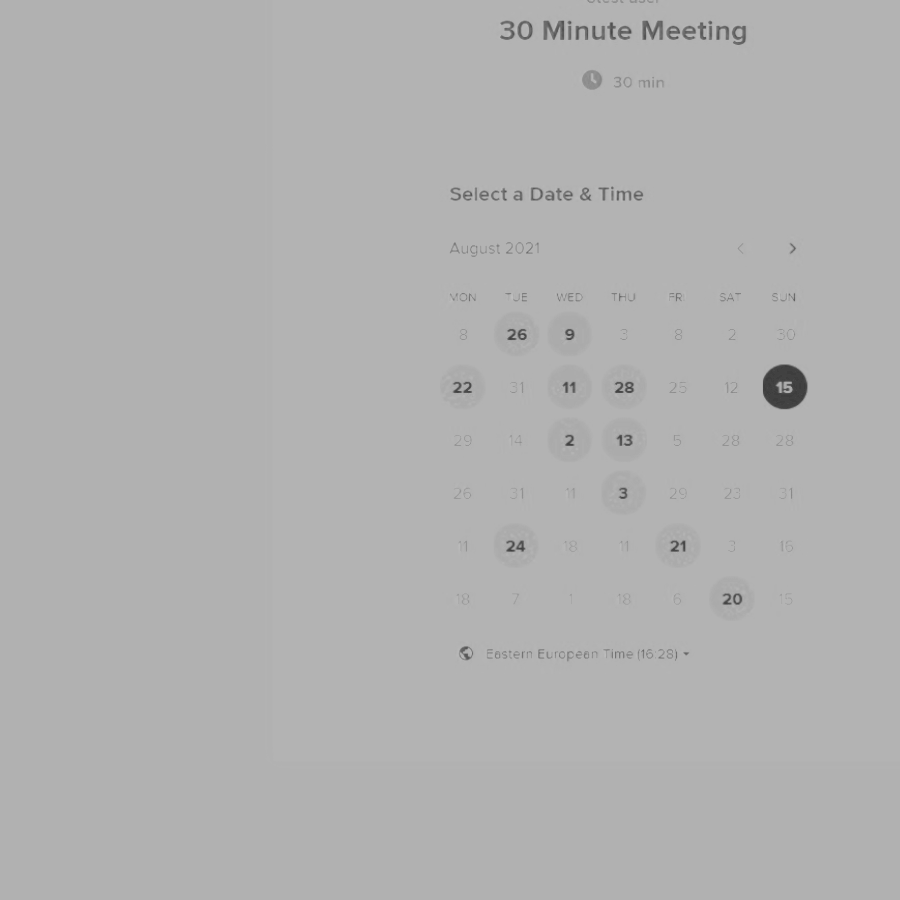 30 Minute Meeting
30 min
Select a Date & Time
August 2021
MON TUE WED THU FRI SAT SUN
8 26 9 3 8 2 30
22 31 11 28 25 12 15
29 14 2 13 5 28 28
26 31 11 3 29 23 31
11 24 18 11 21 3 16
18 7 1 18 6 20 15
Eastern European Time (16:28)